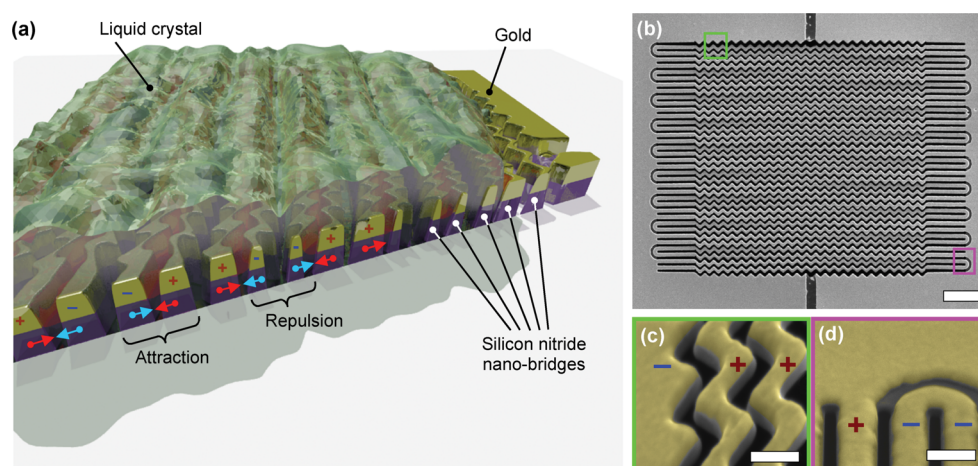 (a)
Liquid crystal
Gold
+
−
−
+
+
−
−
+
+
Attraction
Repulsion
Silicon nitride
nano-bridges
(b)
(c)
−
+
+
(d)
+
−
−